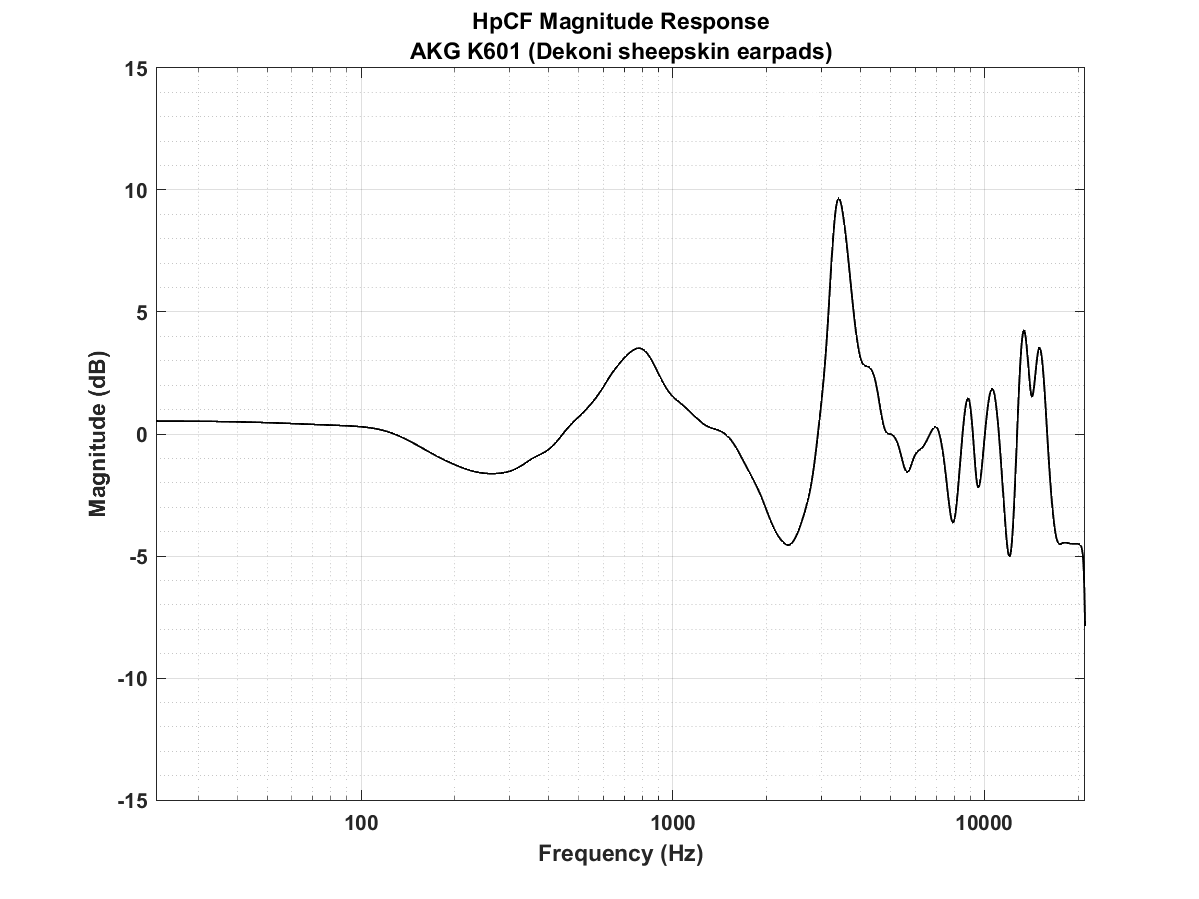 HpCF Magnitude Response
AKG K601 (Dekoni sheepskin earpads)
15
10
5
0
-5
-10
-15
Magnitude (dB)
100
1000
10000
Frequency (Hz)